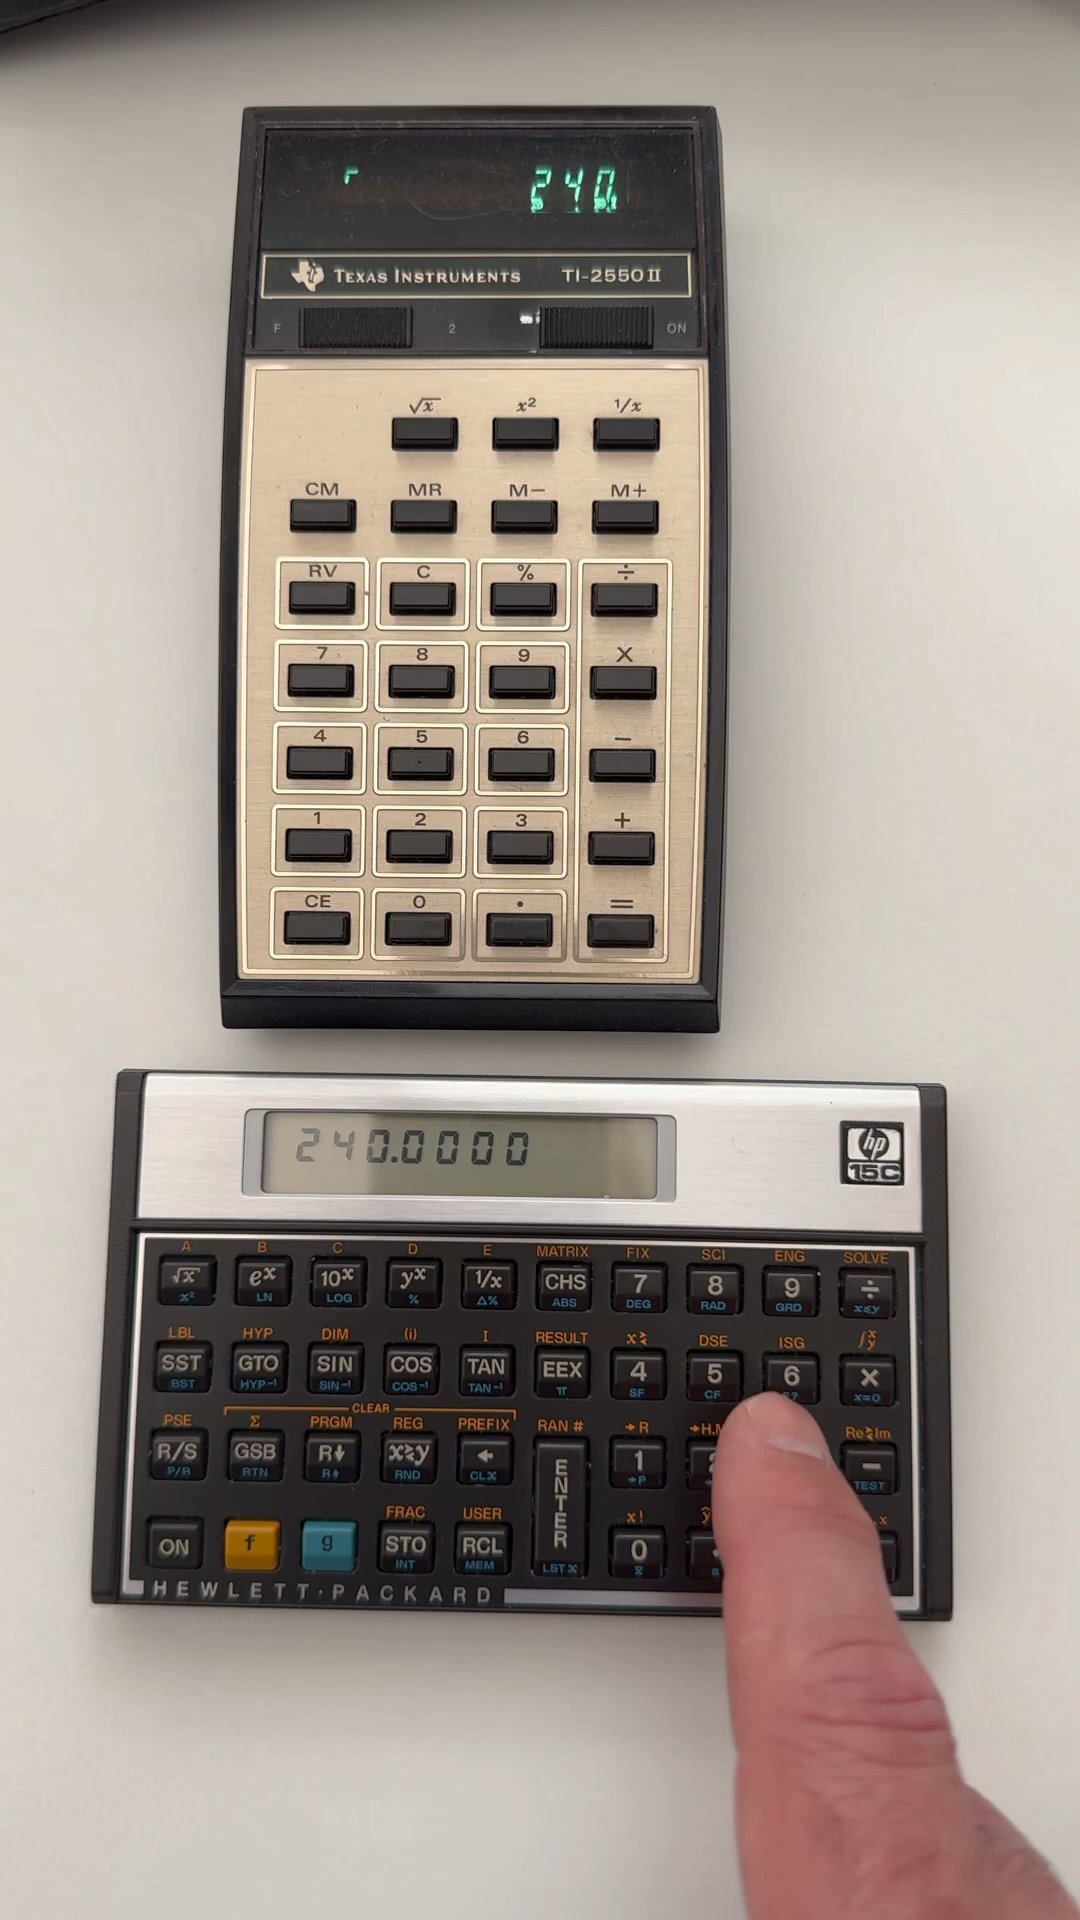 240.
TEXAS INSTRUMENTS TI-2550 II
F 2 ON
√x x² 1/x
CM MR M− M+
RV C % ÷
7 8 9 X
4 5 6 −
1 2 3 +
CE 0 • =
240.0000
hp
15C
A B C D E MATRIX FIX SCI ENG SOLVE
√x eˣ 10ˣ yˣ 1/x CHS 7 8 9 ÷
x² LN LOG % Δ% ABS DEG RAD GRD x≤y
LBL HYP DIM (i) I RESULT x≷ DSE ISG ∫xy
SST GTO SIN COS TAN EEX 4 5 6 ×
BST HYP⁻¹ SIN⁻¹ COS⁻¹ TAN⁻¹ π SF CF x=0
CLEAR
PSE Σ PRGM REG PREFIX RAN # →R Re≷Im
R/S GSB R↓ x≷y ← ENTER 1 −
P/R RTN R↑ RND CLx →P TEST
FRAC USER x!
ON f g STO RCL 0
INT MEM LST x x̄
HEWLETT·PACKARD